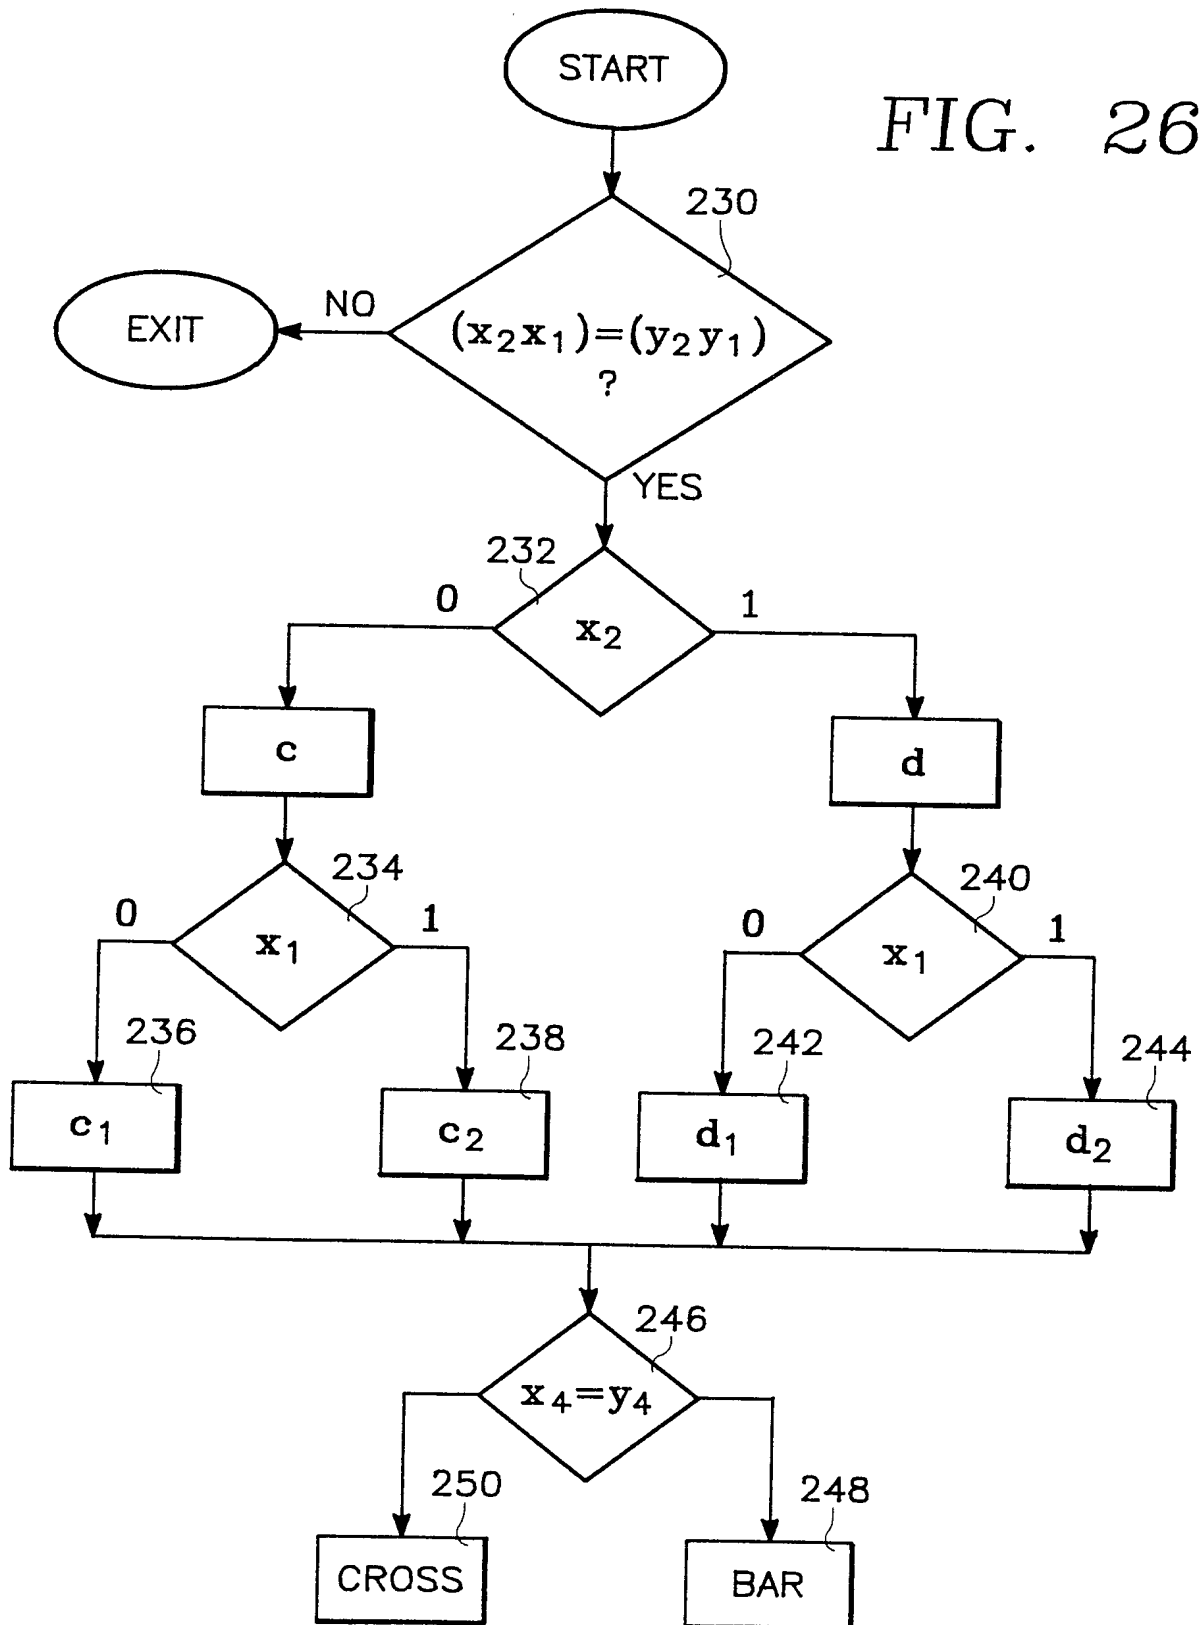 START
FIG. 26
230
EXIT
NO
(x₂x₁)=(y₂y₁)
?
YES
232
0
x₂
1
c
d
234
0
x₁
1
240
0
x₁
1
236
c₁
238
c₂
242
d₁
244
d₂
246
x₄=y₄
250
CROSS
248
BAR